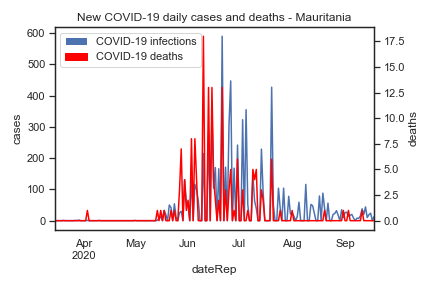 New COVID-19 daily cases and deaths - Mauritania
COVID-19 infections
COVID-19 deaths
600
500
400
300
200
100
0
cases
17.5
15.0
12.5
10.0
7.5
5.0
2.5
0.0
deaths
Apr May Jun Jul Aug Sep
2020
dateRep